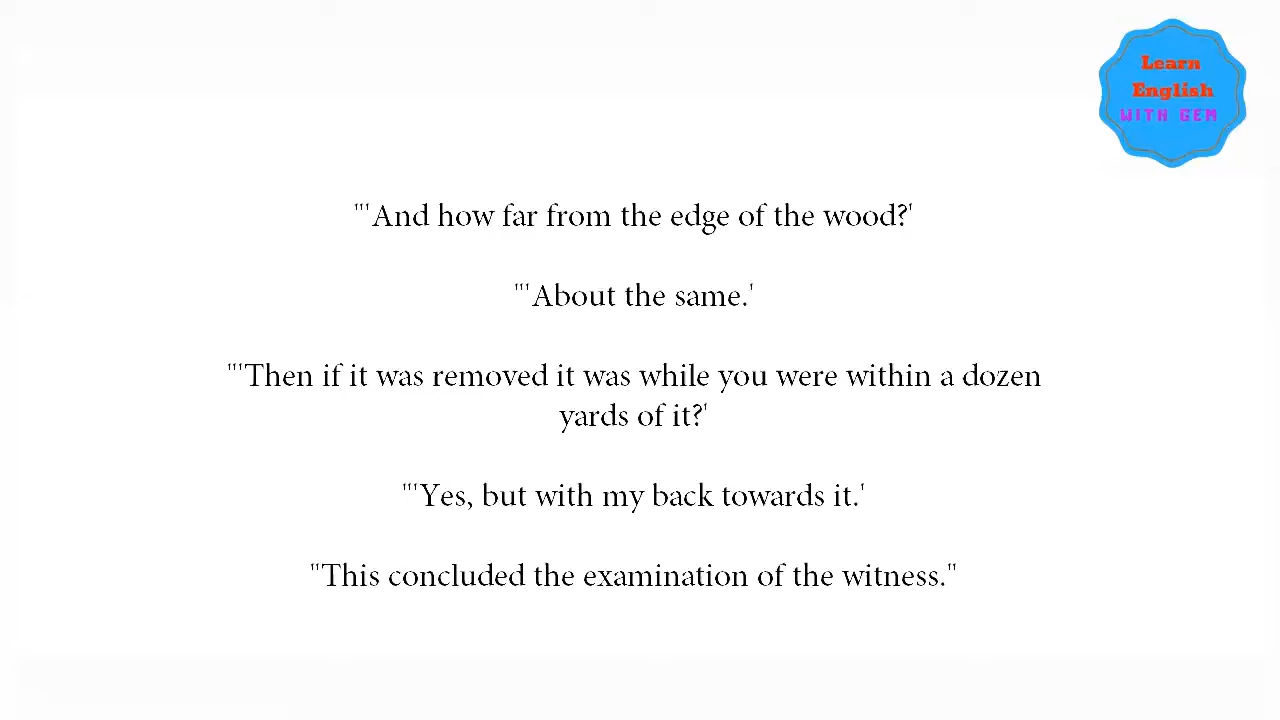 Learn
English
WITH GEM
"'And how far from the edge of the wood?'
"'About the same.'
"'Then if it was removed it was while you were within a dozen
yards of it?'
"'Yes, but with my back towards it.'
"This concluded the examination of the witness."